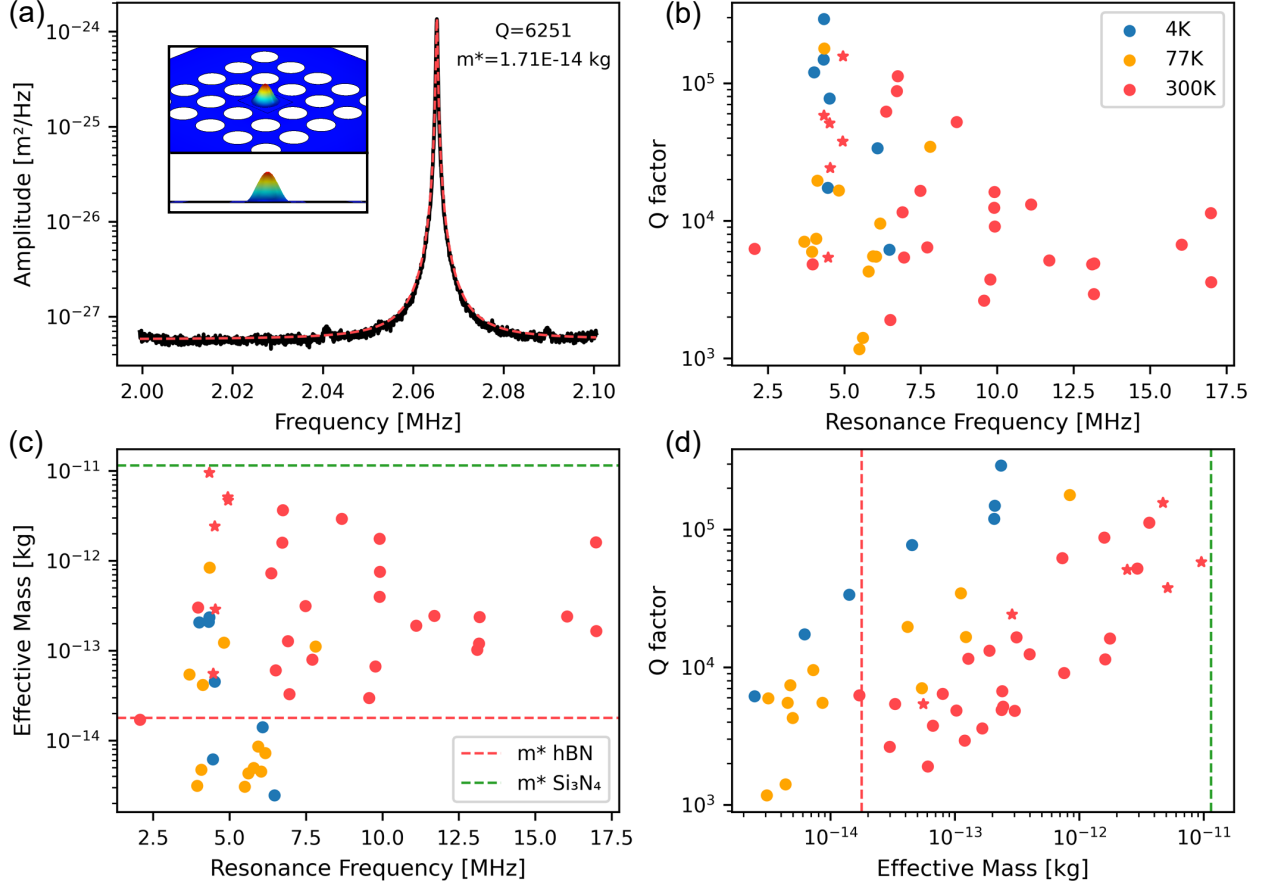 (a)
10⁻²⁴
10⁻²⁵
10⁻²⁶
10⁻²⁷
Amplitude [m²/Hz]
Q=6251
m*=1.71E-14 kg
2.00
2.02
2.04
2.06
2.08
2.10
Frequency [MHz]
(b)
10⁵
10⁴
10³
Q factor
4K
77K
300K
2.5
5.0
7.5
10.0
12.5
15.0
17.5
Resonance Frequency [MHz]
(c)
10⁻¹¹
10⁻¹²
10⁻¹³
10⁻¹⁴
Effective Mass [kg]
m* hBN
m* Si₃N₄
2.5
5.0
7.5
10.0
12.5
15.0
17.5
Resonance Frequency [MHz]
(d)
10⁵
10⁴
10³
Q factor
10⁻¹⁴
10⁻¹³
10⁻¹²
10⁻¹¹
Effective Mass [kg]